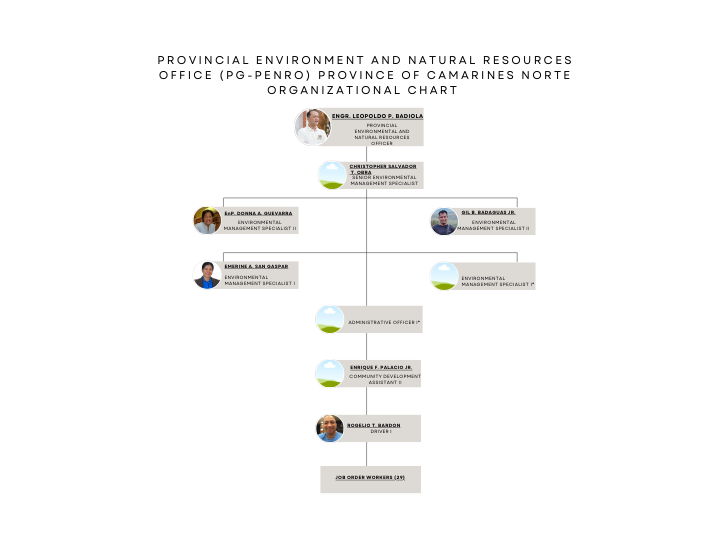 PROVINCIAL ENVIRONMENT AND NATURAL RESOURCES
OFFICE (PG-PENRO) PROVINCE OF CAMARINES NORTE
ORGANIZATIONAL CHART
ENGR. LEOPOLDO P. BADIOLA
PROVINCIAL
ENVIRONMENTAL AND
NATURAL RESOURCES
OFFICER
CHRISTOPHER SALVADOR
T. OBRA
SENIOR ENVIRONMENTAL
MANAGEMENT SPECIALIST
EnP. DONNA A. GUEVARRA
ENVIRONMENTAL
MANAGEMENT SPECIALIST II
GIL B. BADAGUAS JR.
ENVIRONMENTAL
MANAGEMENT SPECIALIST II
EMERINE A. SAN GASPAR
ENVIRONMENTAL
MANAGEMENT SPECIALIST I
ENVIRONMENTAL
MANAGEMENT SPECIALIST I*
ADMINISTRATIVE OFFICER I*
ENRIQUE F. PALACIO JR.
COMMUNITY DEVELOPMENT
ASSISTANT II
ROGELIO T. BARDON
DRIVER I
JOB ORDER WORKERS (29)